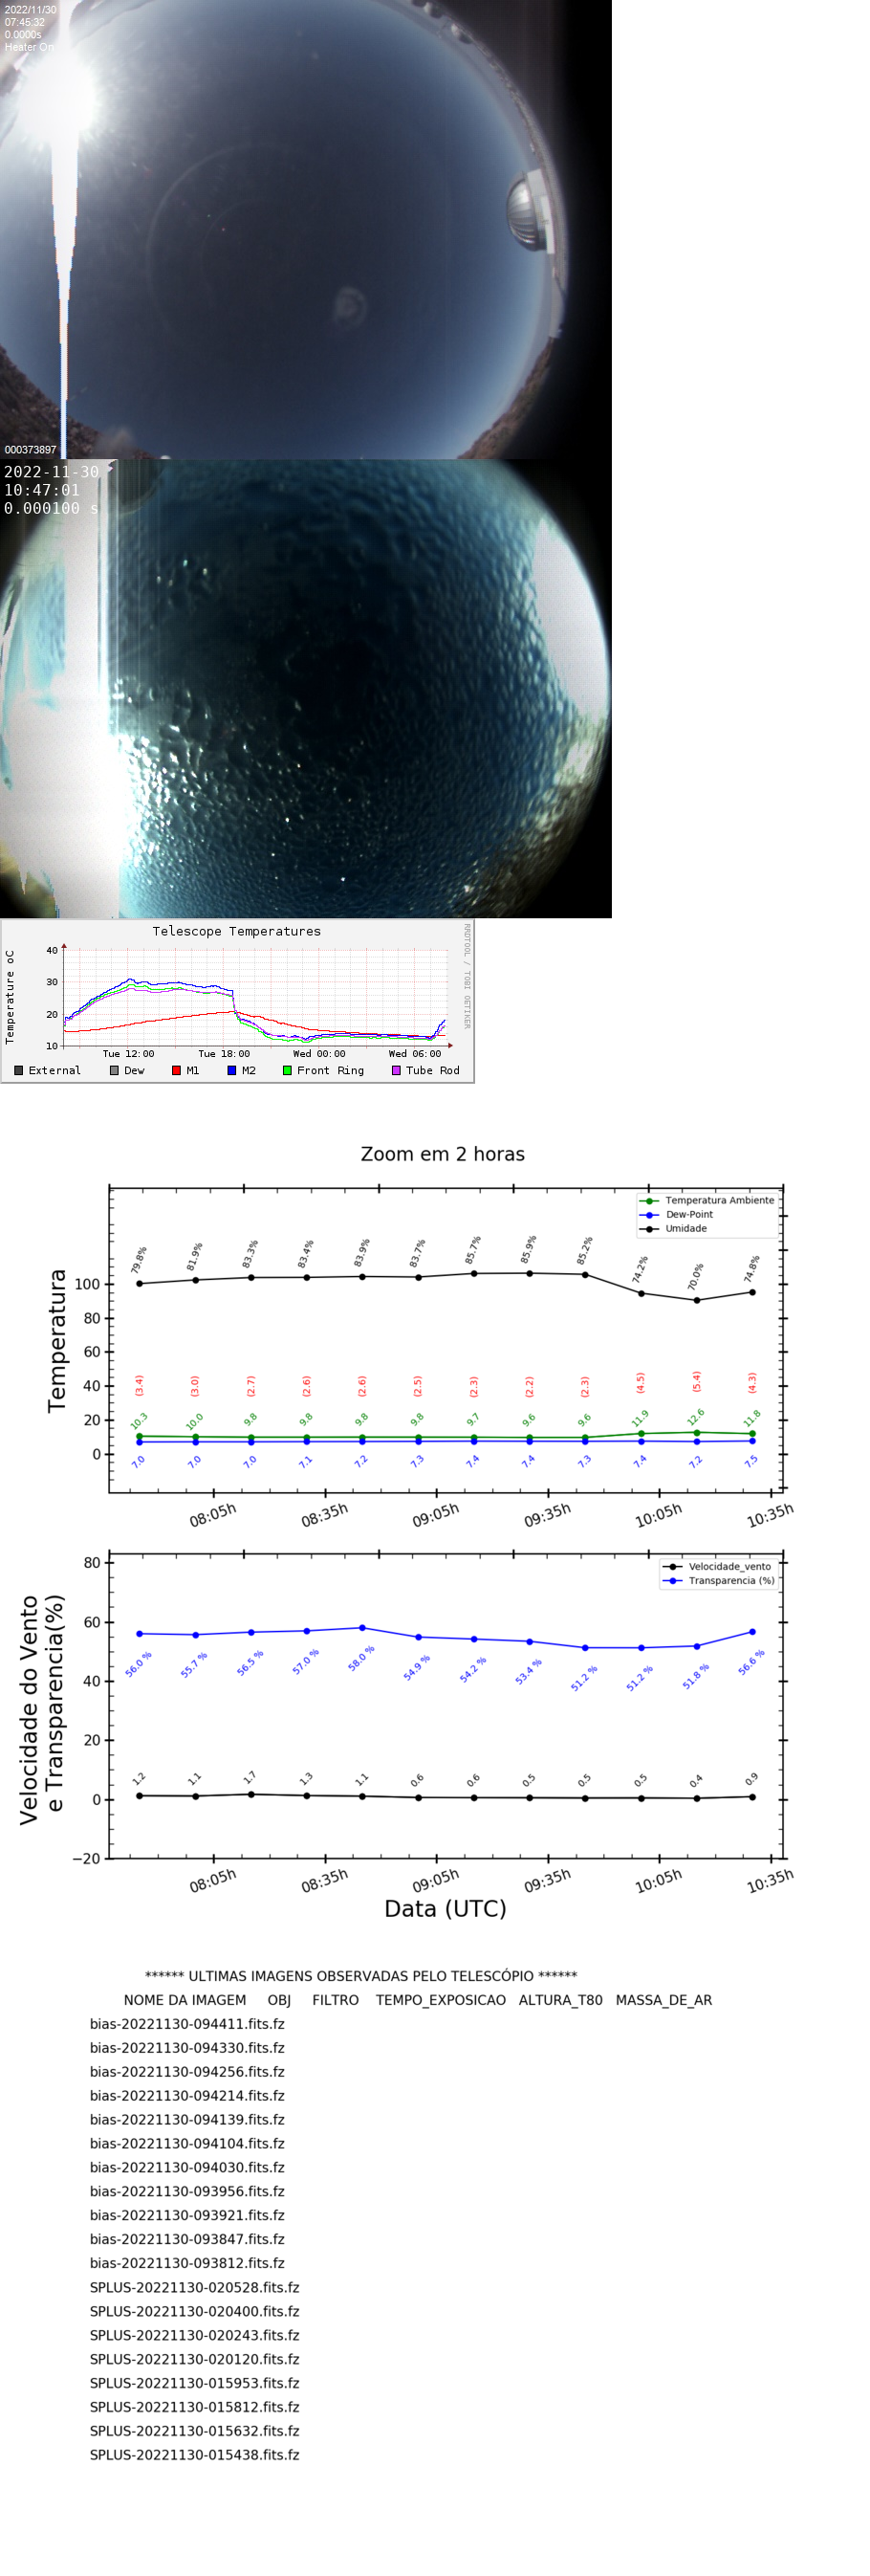 2022/11/30
07:45:32
0.0000s
Heater On
000373897
2022-11-30
10:47:01
0.000100 s
Telescope Temperatures
RRDTOOL / TOBI OETIKER
Temperature oC
40
30
20
10
Tue 12:00 Tue 18:00 Wed 00:00 Wed 06:00
External Dew M1 M2 Front Ring Tube Rod
Zoom em 2 horas
Temperatura Ambiente
Dew-Point
Umidade
Temperatura
100
80
60
40
20
0
79.8% 81.9% 83.3% 83.4% 83.9% 83.7% 85.7% 85.9% 85.2% 74.2% 70.0% 74.8%
(3.4) (3.0) (2.7) (2.6) (2.6) (2.5) (2.3) (2.2) (2.3) (4.5) (5.4) (4.3)
10.3 10.0 9.8 9.8 9.8 9.8 9.7 9.6 9.6 11.9 12.6 11.8
7.0 7.0 7.0 7.1 7.2 7.3 7.4 7.4 7.3 7.4 7.2 7.5
08:05h 08:35h 09:05h 09:35h 10:05h 10:35h
Velocidade_vento
Transparencia (%)
Velocidade do Vento
e Transparencia(%)
80
60
40
20
0
−20
56.0 % 55.7 % 56.5 % 57.0 % 58.0 % 54.9 % 54.2 % 53.4 % 51.2 % 51.2 % 51.8 % 56.6 %
1.2 1.1 1.7 1.3 1.1 0.6 0.6 0.5 0.5 0.5 0.4 0.9
08:05h 08:35h 09:05h 09:35h 10:05h 10:35h
Data (UTC)
****** ULTIMAS IMAGENS OBSERVADAS PELO TELESCÓPIO ******
NOME DA IMAGEM OBJ FILTRO TEMPO_EXPOSICAO ALTURA_T80 MASSA_DE_AR
bias-20221130-094411.fits.fz
bias-20221130-094330.fits.fz
bias-20221130-094256.fits.fz
bias-20221130-094214.fits.fz
bias-20221130-094139.fits.fz
bias-20221130-094104.fits.fz
bias-20221130-094030.fits.fz
bias-20221130-093956.fits.fz
bias-20221130-093921.fits.fz
bias-20221130-093847.fits.fz
bias-20221130-093812.fits.fz
SPLUS-20221130-020528.fits.fz
SPLUS-20221130-020400.fits.fz
SPLUS-20221130-020243.fits.fz
SPLUS-20221130-020120.fits.fz
SPLUS-20221130-015953.fits.fz
SPLUS-20221130-015812.fits.fz
SPLUS-20221130-015632.fits.fz
SPLUS-20221130-015438.fits.fz